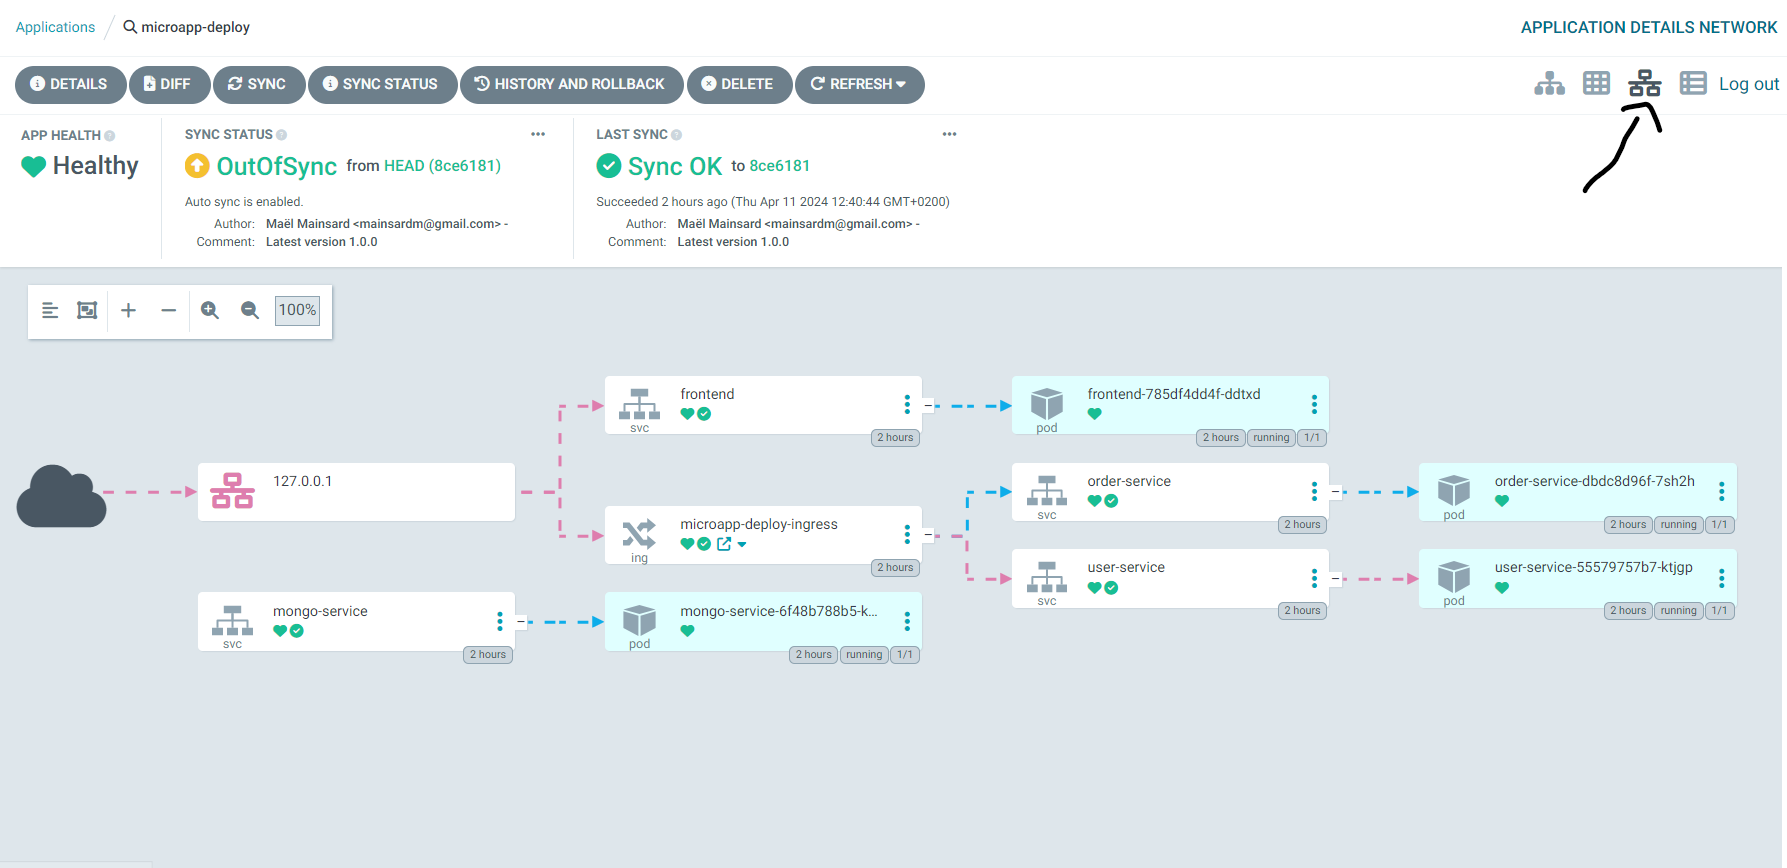 Applications / microapp-deploy
APPLICATION DETAILS NETWORK
DETAILS DIFF SYNC SYNC STATUS HISTORY AND ROLLBACK DELETE REFRESH
Log out
APP HEALTH
Healthy
SYNC STATUS
OutOfSync from HEAD (8ce6181)
Auto sync is enabled.
Author: Maël Mainsard <mainsardm@gmail.com> -
Comment: Latest version 1.0.0
LAST SYNC
Sync OK to 8ce6181
Succeeded 2 hours ago (Thu Apr 11 2024 12:40:44 GMT+0200)
Author: Maël Mainsard <mainsardm@gmail.com> -
Comment: Latest version 1.0.0
100%
127.0.0.1
frontend
svc
2 hours
frontend-785df4dd4f-ddtxd
pod
2 hours running 1/1
microapp-deploy-ingress
ing
2 hours
order-service
svc
2 hours
order-service-dbdc8d96f-7sh2h
pod
2 hours running 1/1
user-service
svc
2 hours
user-service-55579757b7-ktjgp
pod
2 hours running 1/1
mongo-service
svc
2 hours
mongo-service-6f48b788b5-k...
pod
2 hours running 1/1